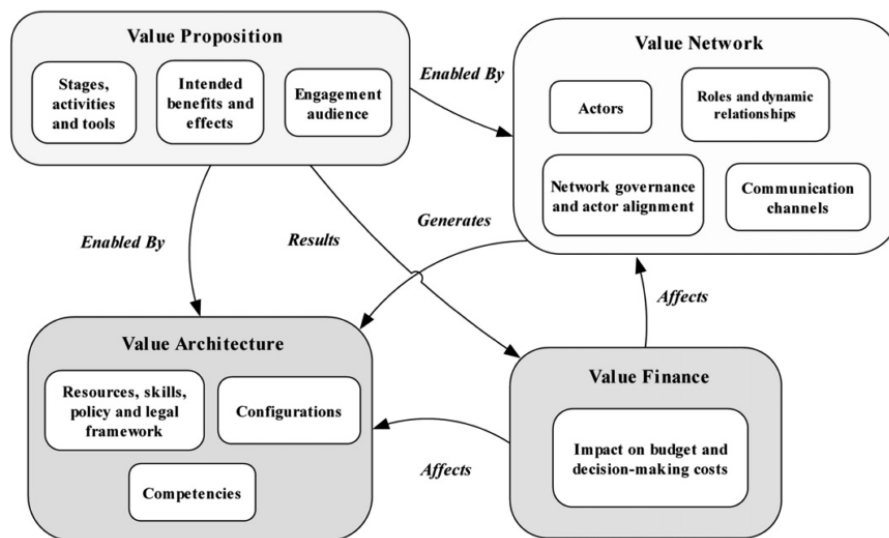 Value Proposition
Stages,
activities
and tools
Intended
benefits and
effects
Engagement
audience
Enabled By
Value Network
Actors
Roles and dynamic
relationships
Network governance
and actor alignment
Communication
channels
Enabled By
Results
Generates
Affects
Value Architecture
Resources, skills,
policy and legal
framework
Configurations
Competencies
Affects
Value Finance
Impact on budget and
decision-making costs